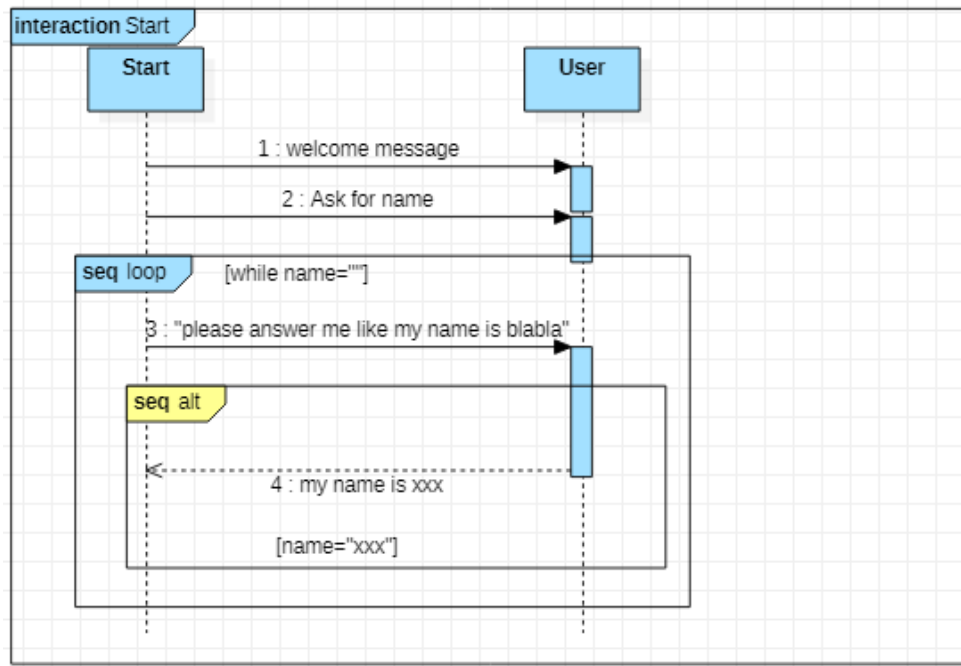 interaction Start
Start
User
1 : welcome message
2 : Ask for name
seq loop
[while name=""]
3 : "please answer me like my name is blabla"
seq alt
4 : my name is xxx
[name="xxx"]